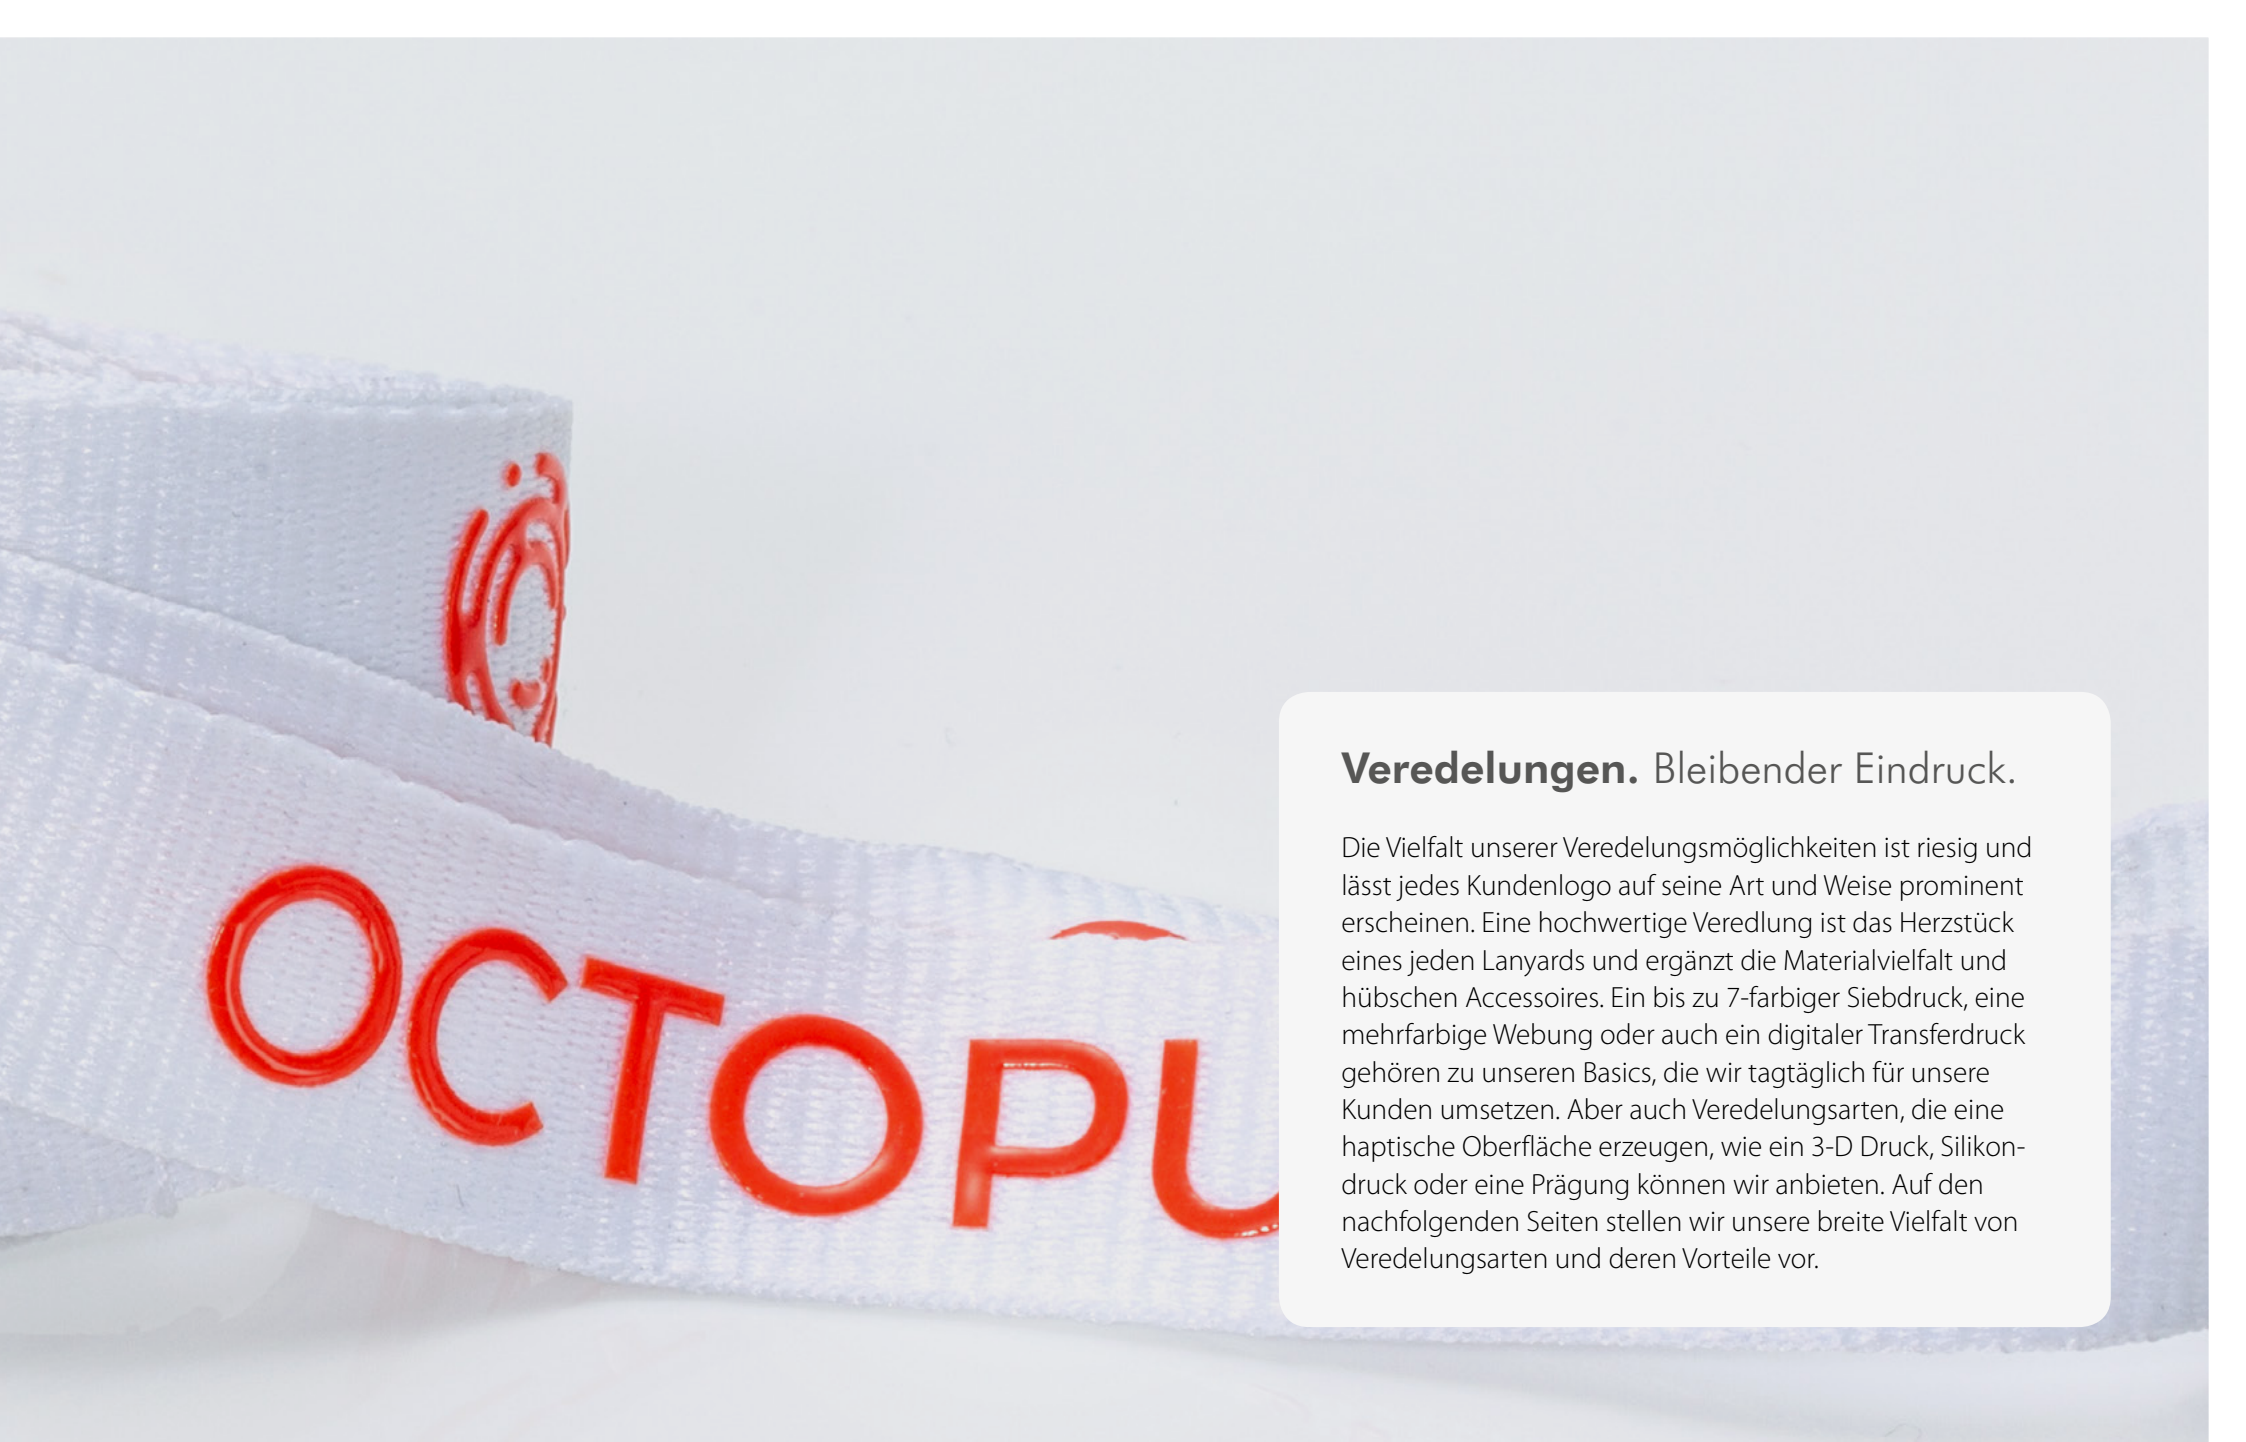 OCTOPU
Veredelungen. Bleibender Eindruck.
Die Vielfalt unserer Veredelungsmöglichkeiten ist riesig und
lässt jedes Kundenlogo auf seine Art und Weise prominent
erscheinen. Eine hochwertige Veredlung ist das Herzstück
eines jeden Lanyards und ergänzt die Materialvielfalt und
hübschen Accessoires. Ein bis zu 7-farbiger Siebdruck, eine
mehrfarbige Webung oder auch ein digitaler Transferdruck
gehören zu unseren Basics, die wir tagtäglich für unsere
Kunden umsetzen. Aber auch Veredelungsarten, die eine
haptische Oberfläche erzeugen, wie ein 3-D Druck, Silikon-
druck oder eine Prägung können wir anbieten. Auf den
nachfolgenden Seiten stellen wir unsere breite Vielfalt von
Veredelungsarten und deren Vorteile vor.